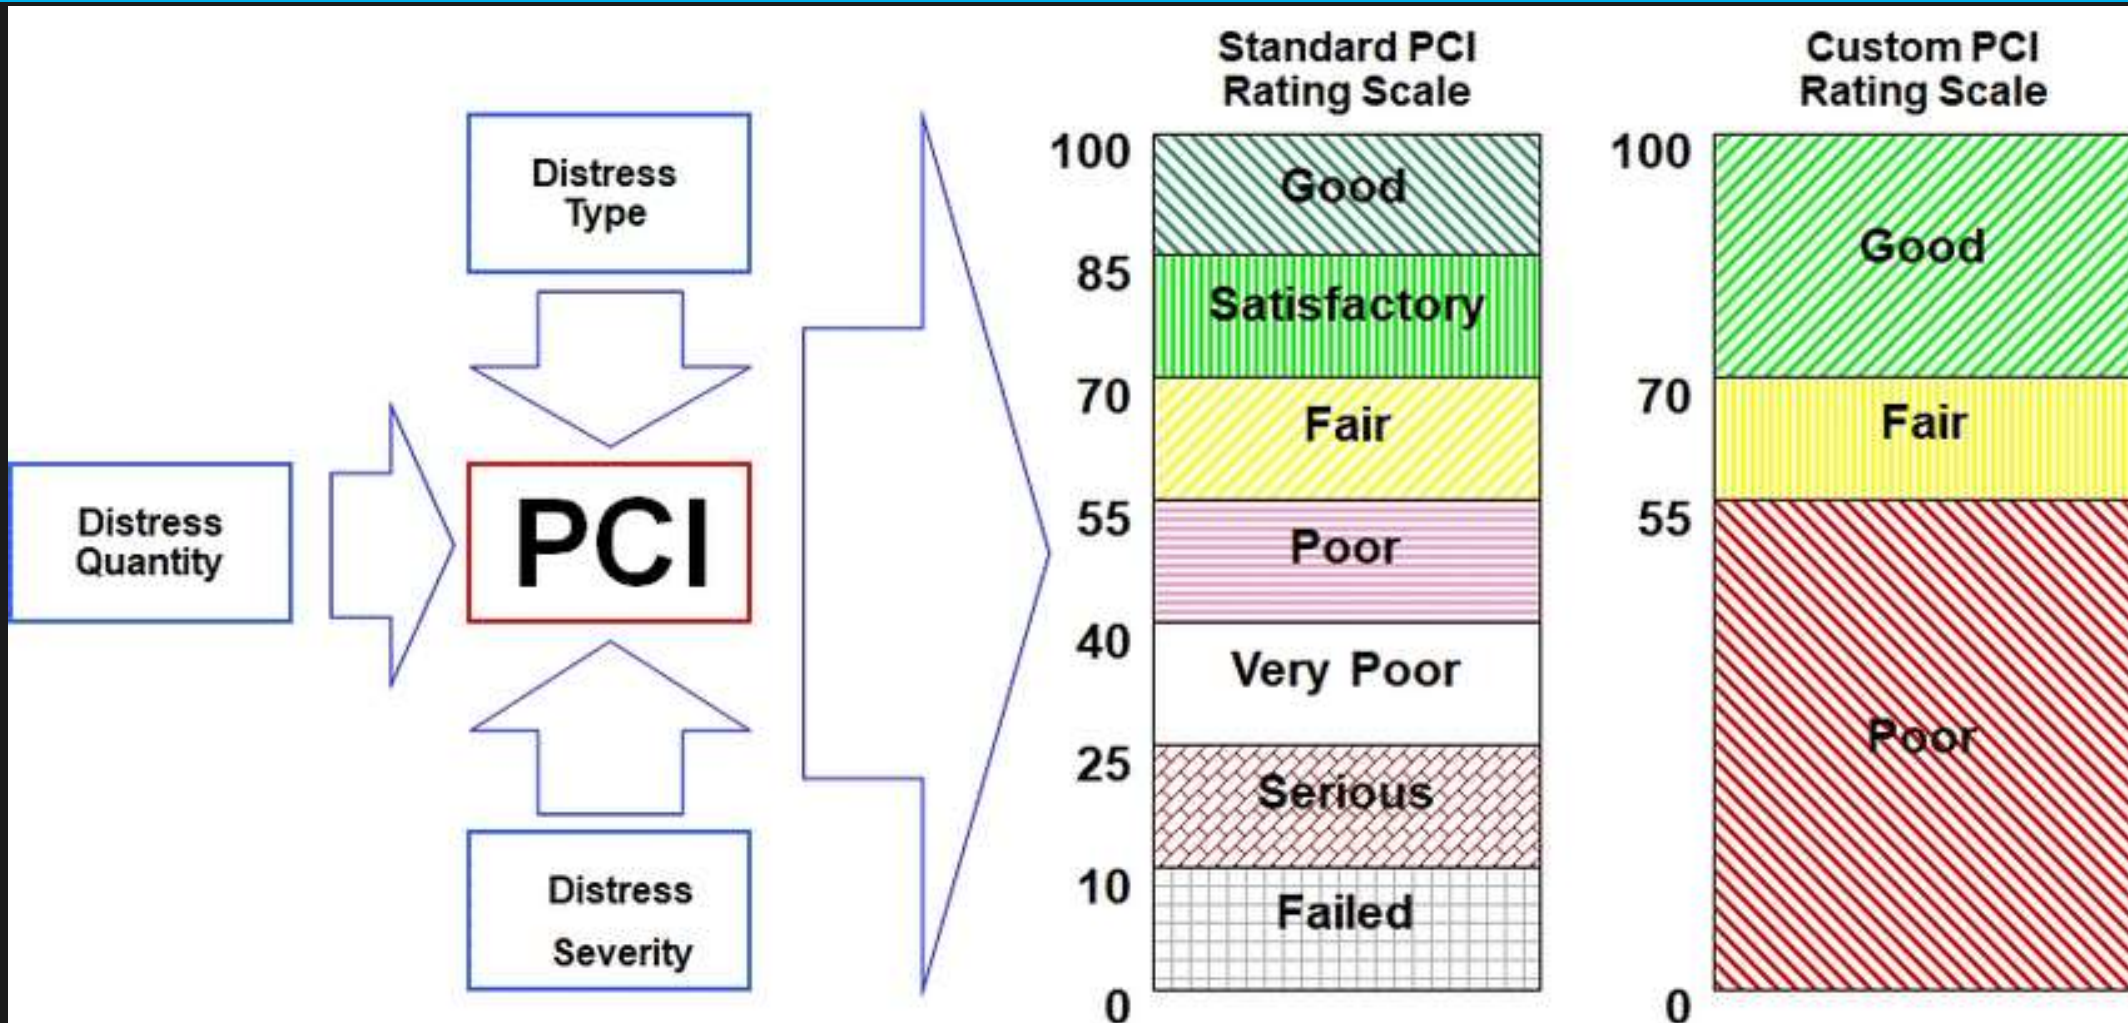 Distress
Type
Distress
Quantity
PCI
Distress
Severity
Standard PCI
Rating Scale
100
Good
85
Satisfactory
70
Fair
55
Poor
40
Very Poor
25
Serious
10
Failed
0
Custom PCI
Rating Scale
100
Good
70
Fair
55
Poor
0